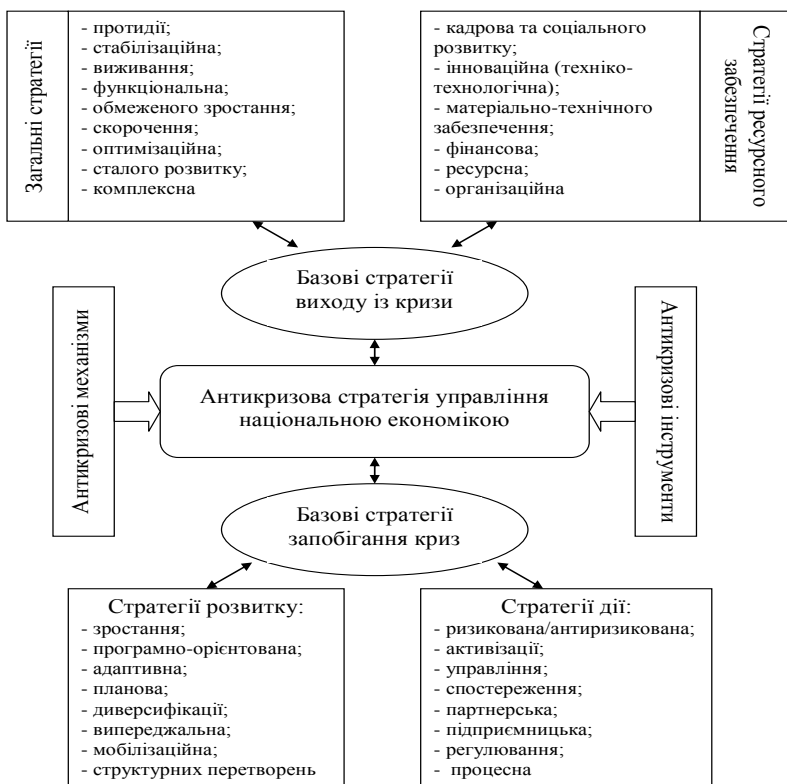 Загальні стратегії
- протидії;
- стабілізаційна;
- виживання;
- функціональна;
- обмеженого зростання;
- скорочення;
- оптимізаційна;
- сталого розвитку;
- комплексна
- кадрова та соціального
розвитку;
- інноваційна (техніко-
технологічна);
- матеріально-технічного
забезпечення;
- фінансова;
- ресурсна;
- організаційна
Стратегії ресурсного
забезпечення
Базові стратегії
виходу із кризи
Антикризові механізми
Антикризова стратегія управління
національною економікою
Антикризові інструменти
Базові стратегії
запобігання криз
Стратегії розвитку:
- зростання;
- програмно-орієнтована;
- адаптивна;
- планова;
- диверсифікації;
- випереджальна;
- мобілізаційна;
- структурних перетворень
Стратегії дії:
- ризикована/антиризикована;
- активізації;
- управління;
- спостереження;
- партнерська;
- підприємницька;
- регулювання;
- процесна